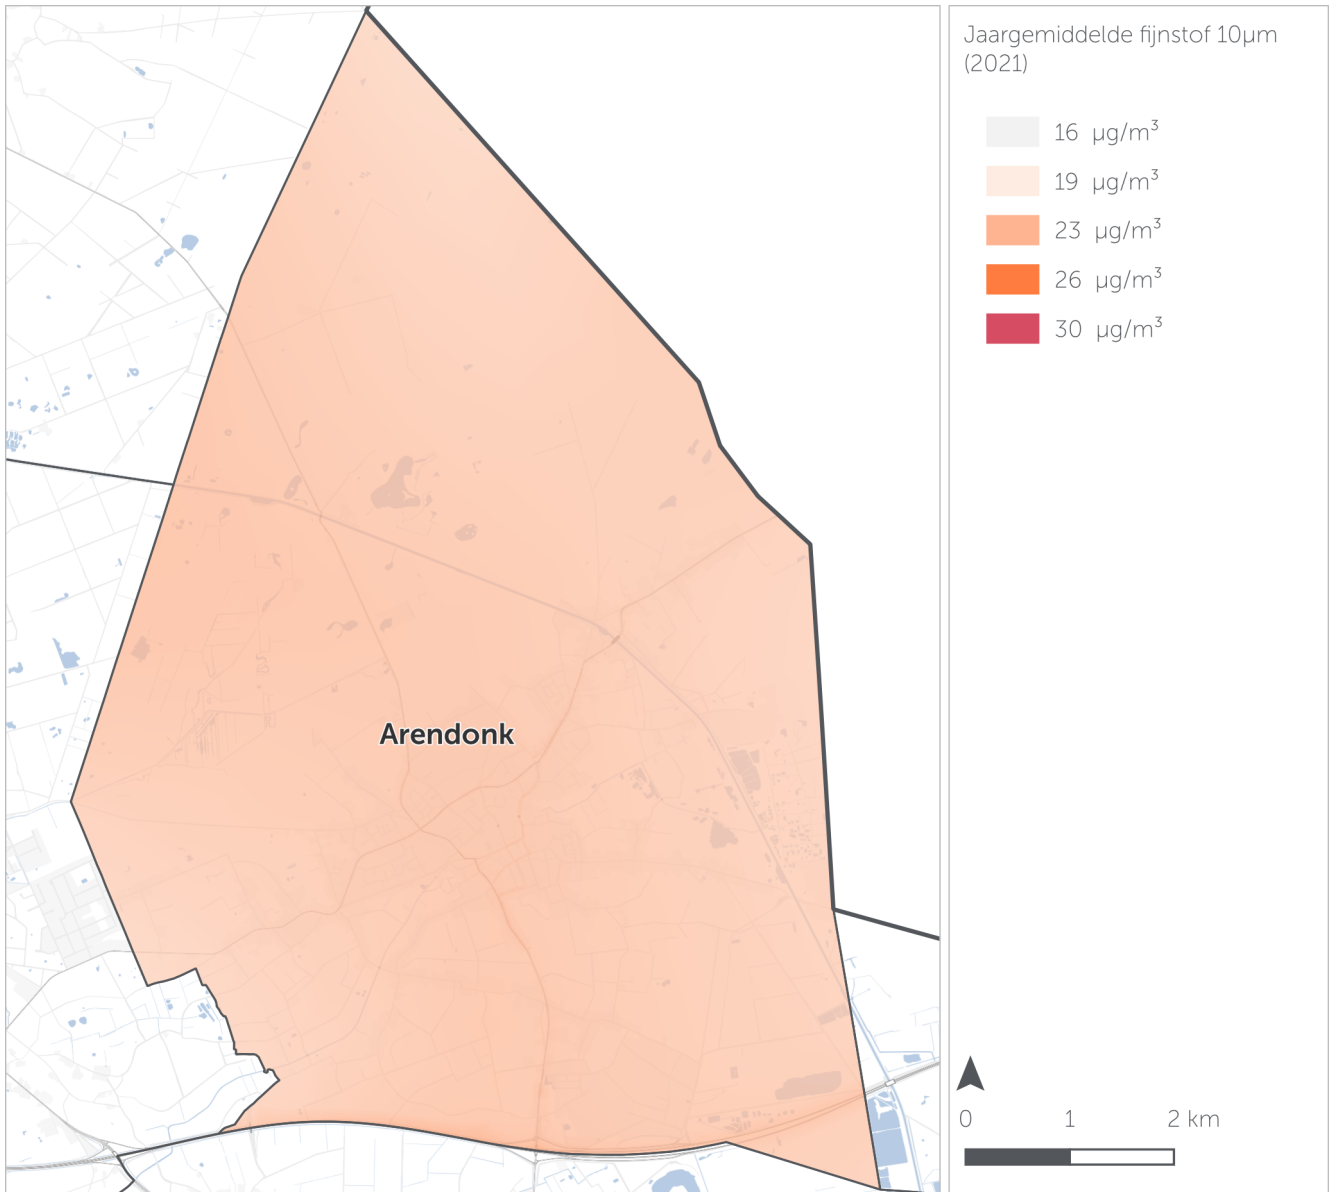 Arendonk
Jaargemiddelde fijnstof 10µm
(2021)
16 µg/m³
19 µg/m³
23 µg/m³
26 µg/m³
30 µg/m³
0 1 2 km